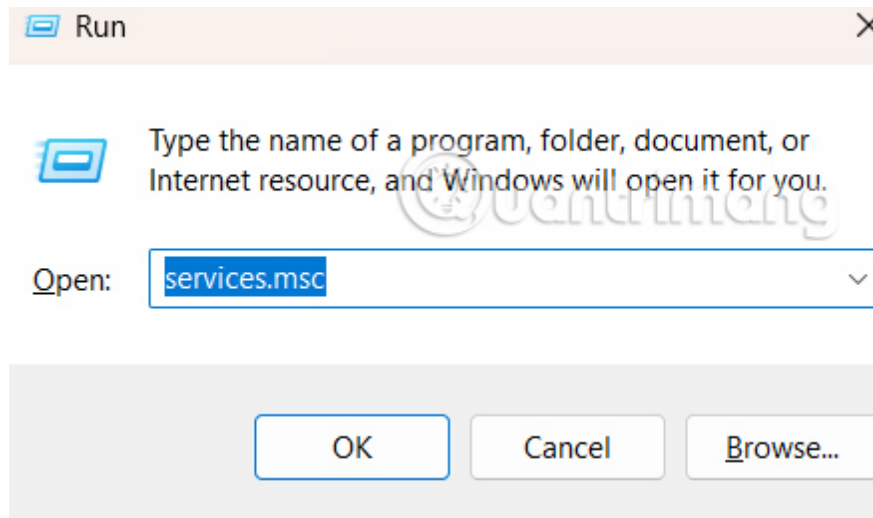 Run
Type the name of a program, folder, document, or
Internet resource, and Windows will open it for you.
Quantrimang
Open:
services.msc
OK
Cancel
Browse...